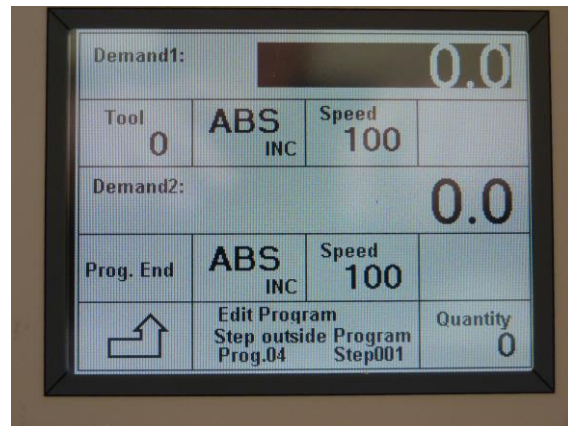 Demand1:
0.0
Tool
0
ABS
INC
Speed
100
Demand2:
0.0
Prog. End
ABS
INC
Speed
100
Edit Program
Step outside Program
Prog.04 Step001
Quantity
0